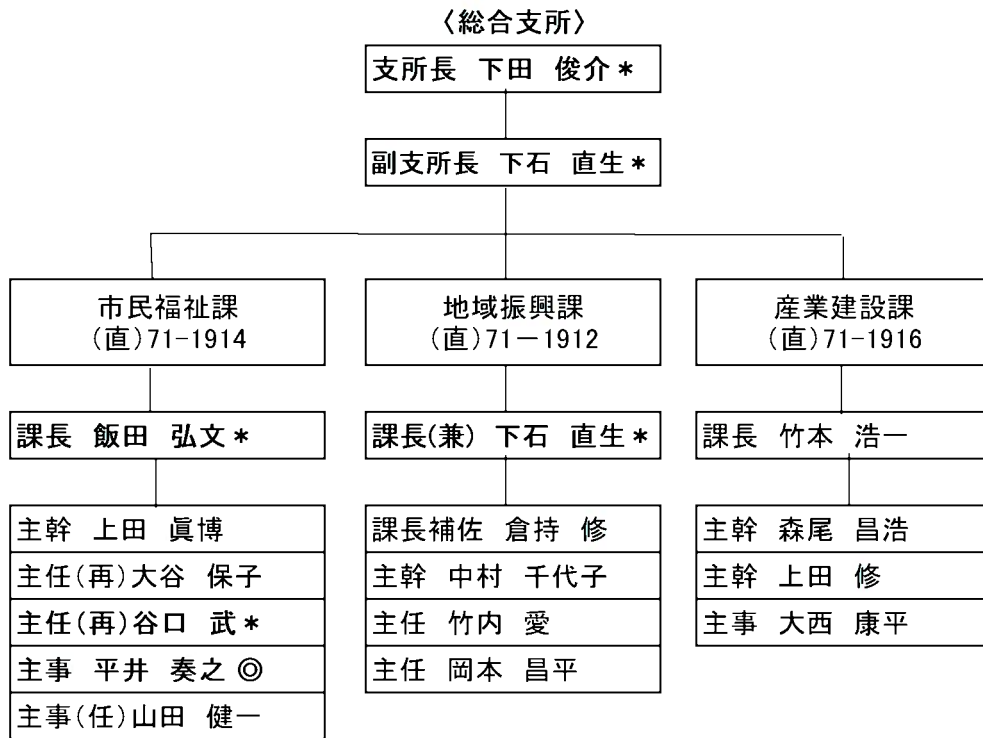 〈総合支所〉
支所長 下田 俊介*
副支所長 下石 直生*
市民福祉課
(直)71-1914
地域振興課
(直)71－1912
産業建設課
(直)71-1916
課長 飯田 弘文*
課長(兼) 下石 直生*
課長 竹本 浩一
主幹 上田 眞博
主任(再)大谷 保子
主任(再)谷口 武*
主事 平井 奏之 ◎
主事(任)山田 健一
課長補佐 倉持 修
主幹 中村 千代子
主任 竹内 愛
主任 岡本 昌平
主幹 森尾 昌浩
主幹 上田 修
主事 大西 康平